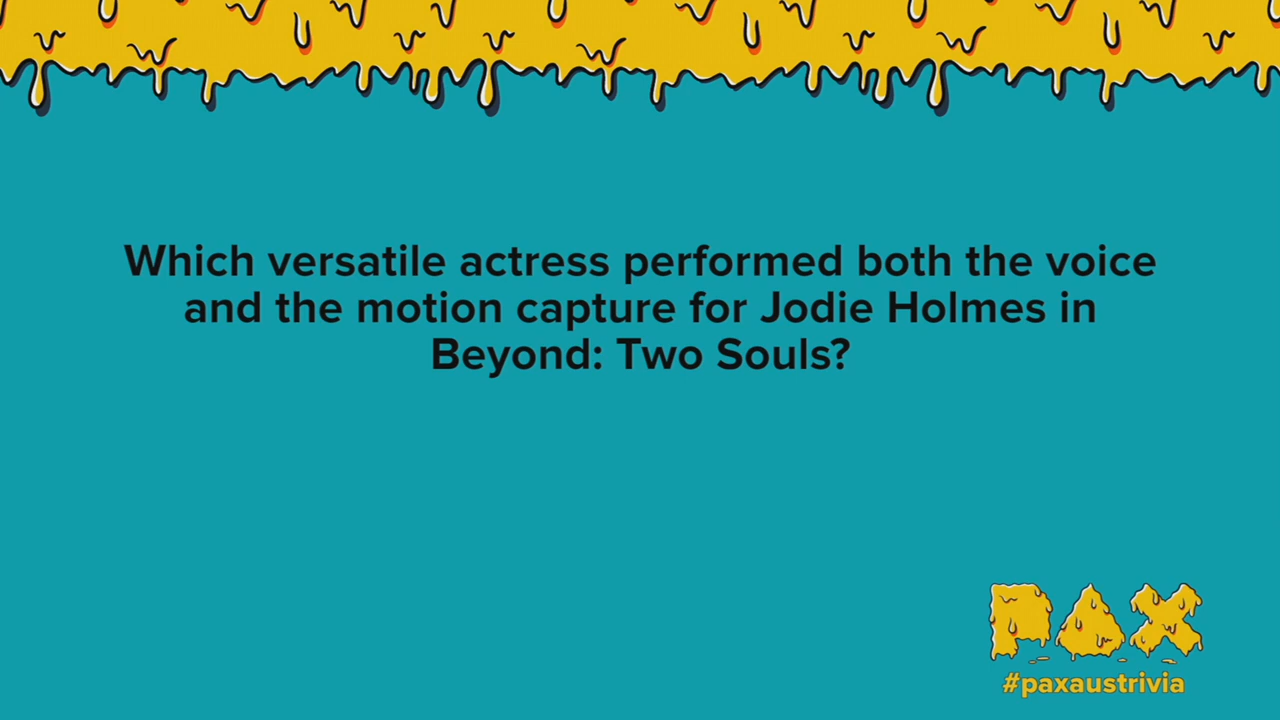 Which versatile actress performed both the voice
and the motion capture for Jodie Holmes in
Beyond: Two Souls?
PAX
#paxaustrivia